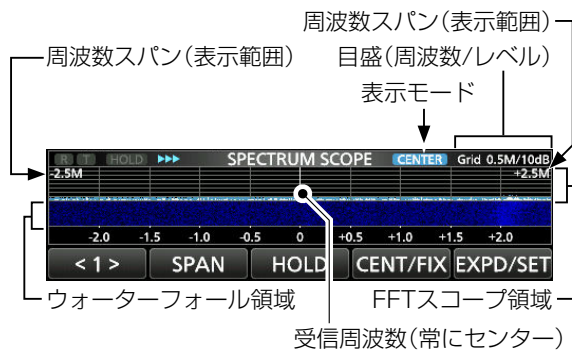 周波数スパン(表示範囲)
周波数スパン(表示範囲) 目盛(周波数/レベル)
表示モード
R T HOLD SPECTRUM SCOPE CENTER Grid 0.5M/10dB
-2.5M +2.5M
-2.0 -1.5 -1.0 -0.5 0 +0.5 +1.0 +1.5 +2.0
< 1 > SPAN HOLD CENT/FIX EXPD/SET
ウォーターフォール領域 FFTスコープ領域
受信周波数(常にセンター)